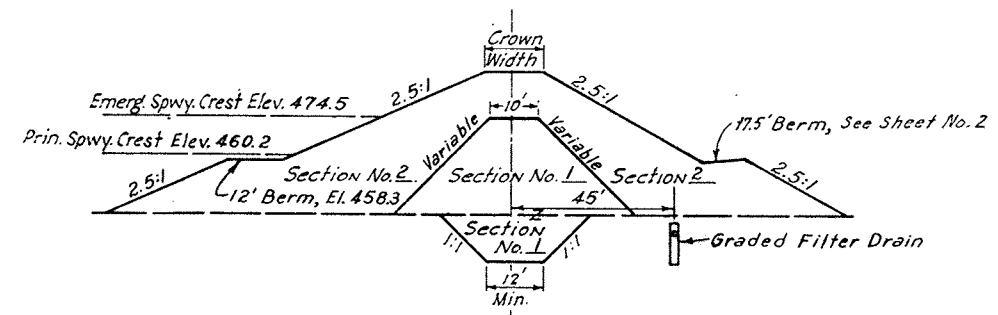 Crown
Width
2.5:1
2.5:1
Emerg. Spwy. Crest Elev. 474.5
10'
17.5' Berm, See Sheet No. 2
Prin. Spwy. Crest Elev. 460.2
Variable
Variable
2.5:1
Section No. 2
Section No. 1
Section 2
2.5:1
12' Berm, El. 458.3
45'
Section
No. 1
1:1
1:1
Graded Filter Drain
12'
Min.